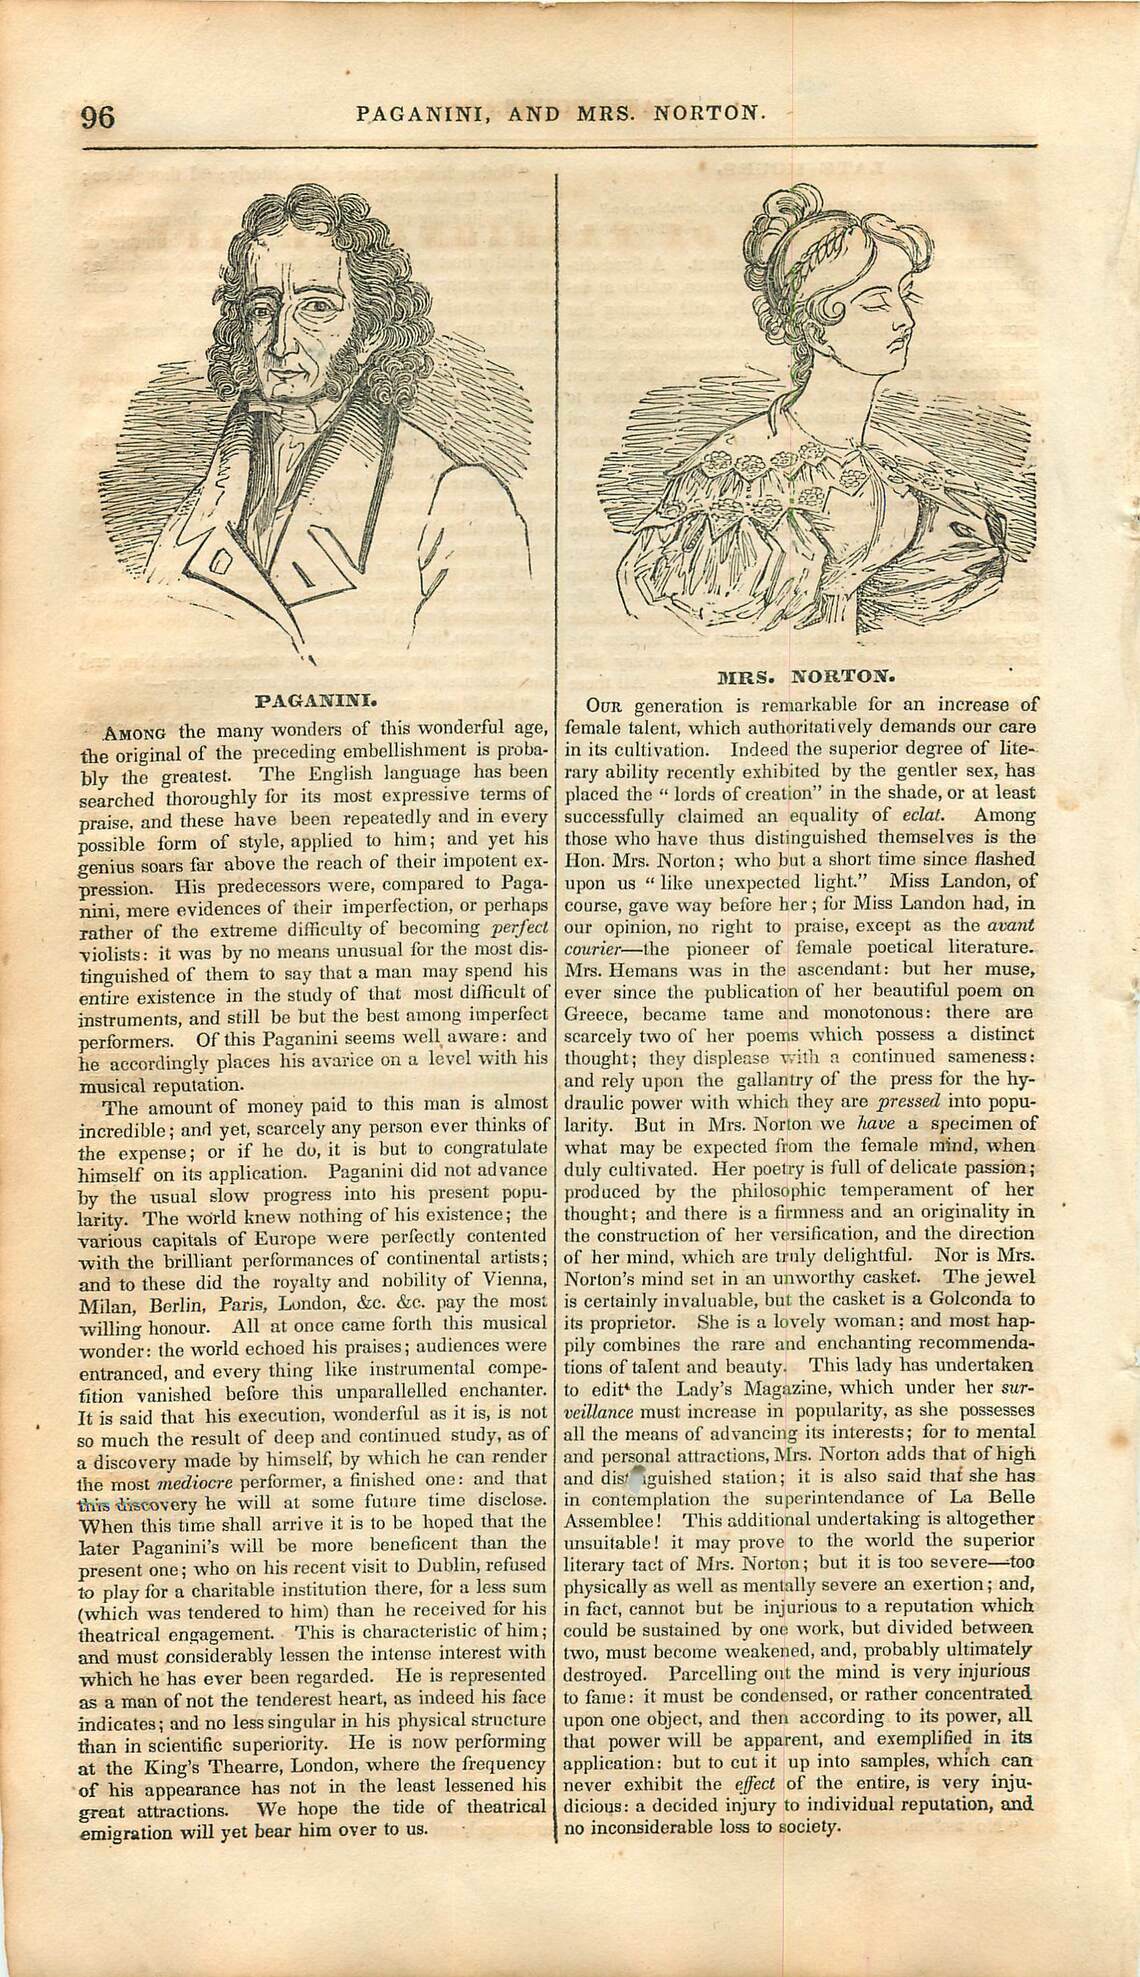 96
PAGANINI, AND MRS. NORTON.
PAGANINI.
AMONG the many wonders of this wonderful age,
the original of the preceding embellishment is proba-
bly the greatest. The English language has been
searched thoroughly for its most expressive terms of
praise, and these have been repeatedly and in every
possible form of style, applied to him; and yet his
genius soars far above the reach of their impotent ex-
pression. His predecessors were, compared to Paga-
nini, mere evidences of their imperfection, or perhaps
rather of the extreme difficulty of becoming perfect
violists: it was by no means unusual for the most dis-
tinguished of them to say that a man may spend his
entire existence in the study of that most difficult of
instruments, and still be but the best among imperfect
performers. Of this Paganini seems well aware: and
he accordingly places his avarice on a level with his
musical reputation.
The amount of money paid to this man is almost
incredible; and yet, scarcely any person ever thinks of
the expense; or if he do, it is but to congratulate
himself on its application. Paganini did not advance
by the usual slow progress into his present popu-
larity. The world knew nothing of his existence; the
various capitals of Europe were perfectly contented
with the brilliant performances of continental artists;
and to these did the royalty and nobility of Vienna,
Milan, Berlin, Paris, London, &c. &c. pay the most
willing honour. All at once came forth this musical
wonder: the world echoed his praises; audiences were
entranced, and every thing like instrumental compe-
tition vanished before this unparallelled enchanter.
It is said that his execution, wonderful as it is, is not
so much the result of deep and continued study, as of
a discovery made by himself, by which he can render
the most mediocre performer, a finished one: and that
this discovery he will at some future time disclose.
When this time shall arrive it is to be hoped that the
later Paganini's will be more beneficent than the
present one; who on his recent visit to Dublin, refused
to play for a charitable institution there, for a less sum
(which was tendered to him) than he received for his
theatrical engagement. This is characteristic of him;
and must considerably lessen the intense interest with
which he has ever been regarded. He is represented
as a man of not the tenderest heart, as indeed his face
indicates; and no less singular in his physical structure
than in scientific superiority. He is now performing
at the King's Thearre, London, where the frequency
of his appearance has not in the least lessened his
great attractions. We hope the tide of theatrical
emigration will yet bear him over to us.
MRS. NORTON.
OUR generation is remarkable for an increase of
female talent, which authoritatively demands our care
in its cultivation. Indeed the superior degree of lite-
rary ability recently exhibited by the gentler sex, has
placed the "lords of creation" in the shade, or at least
successfully claimed an equality of eclat. Among
those who have thus distinguished themselves is the
Hon. Mrs. Norton; who but a short time since flashed
upon us "like unexpected light." Miss Landon, of
course, gave way before her; for Miss Landon had, in
our opinion, no right to praise, except as the avant
courier—the pioneer of female poetical literature.
Mrs. Hemans was in the ascendant: but her muse,
ever since the publication of her beautiful poem on
Greece, became tame and monotonous: there are
scarcely two of her poems which possess a distinct
thought; they displease with a continued sameness:
and rely upon the gallantry of the press for the hy-
draulic power with which they are pressed into popu-
larity. But in Mrs. Norton we have a specimen of
what may be expected from the female mind, when
duly cultivated. Her poetry is full of delicate passion;
produced by the philosophic temperament of her
thought; and there is a firmness and an originality in
the construction of her versification, and the direction
of her mind, which are truly delightful. Nor is Mrs.
Norton's mind set in an unworthy casket. The jewel
is certainly invaluable, but the casket is a Golconda to
its proprietor. She is a lovely woman; and most hap-
pily combines the rare and enchanting recommenda-
tions of talent and beauty. This lady has undertaken
to edit the Lady's Magazine, which under her sur-
veillance must increase in popularity, as she possesses
all the means of advancing its interests; for to mental
and personal attractions, Mrs. Norton adds that of high
and distinguished station; it is also said that she has
in contemplation the superintendance of La Belle
Assemblee! This additional undertaking is altogether
unsuitable! it may prove to the world the superior
literary tact of Mrs. Norton; but it is too severe—too
physically as well as mentally severe an exertion; and,
in fact, cannot but be injurious to a reputation which
could be sustained by one work, but divided between
two, must become weakened, and, probably ultimately
destroyed. Parcelling out the mind is very injurious
to fame: it must be condensed, or rather concentrated
upon one object, and then according to its power, all
that power will be apparent, and exemplified in its
application: but to cut it up into samples, which can
never exhibit the effect of the entire, is very inju-
dicious: a decided injury to individual reputation, and
no inconsiderable loss to society.